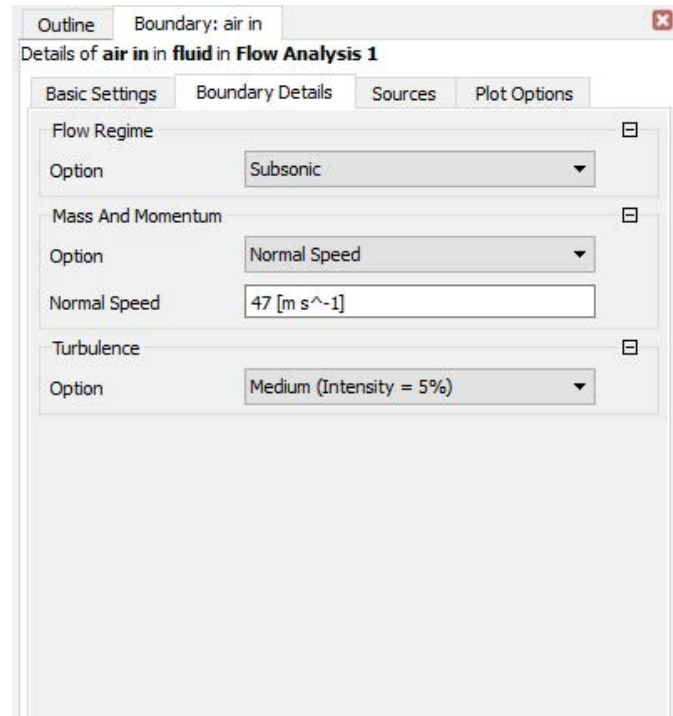 Outline Boundary: air in
Details of air in in fluid in Flow Analysis 1
Basic Settings Boundary Details Sources Plot Options
Flow Regime
Option Subsonic
Mass And Momentum
Option Normal Speed
Normal Speed 47 [m s^-1]
Turbulence
Option Medium (Intensity = 5%)